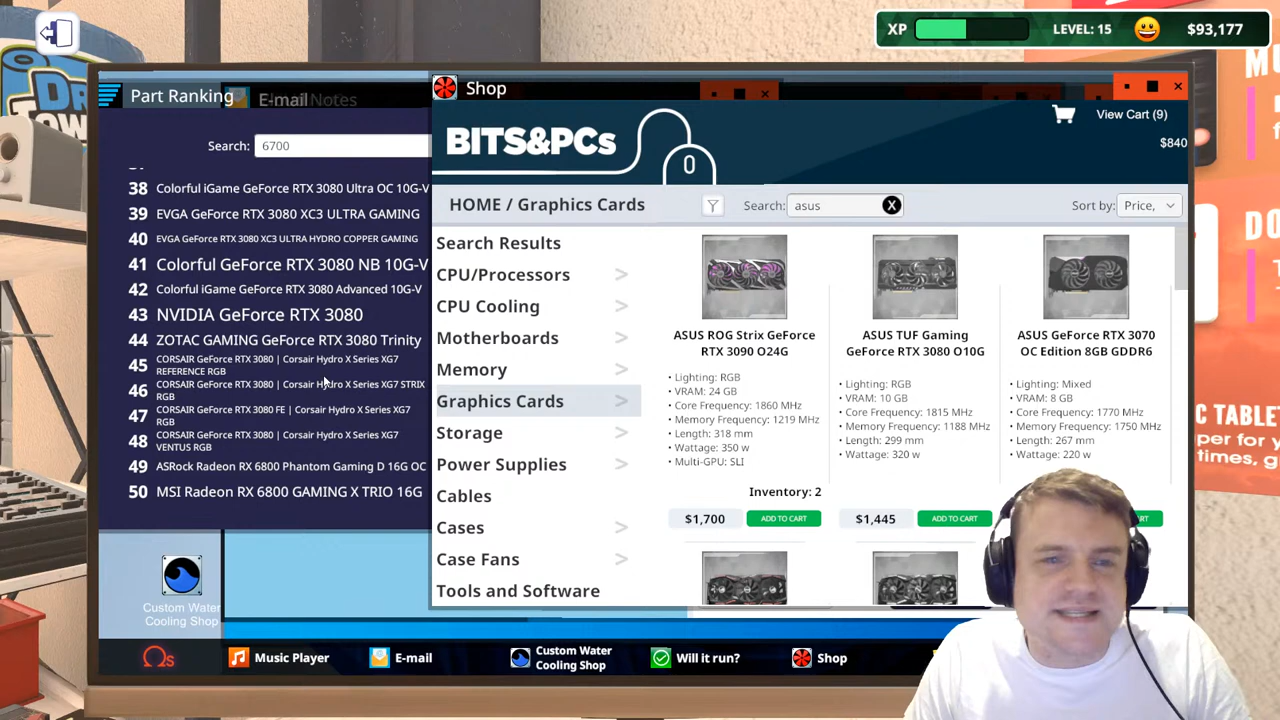 XP
LEVEL: 15
$93,177
Part Ranking
E-mail Notes
Shop
Search: 6700
BITS&PCs
View Cart (9)
$840
HOME / Graphics Cards
Search: asus
X
Sort by: Price,
38 Colorful iGame GeForce RTX 3080 Ultra OC 10G-V
39 EVGA GeForce RTX 3080 XC3 ULTRA GAMING
40 EVGA GeForce RTX 3080 XC3 ULTRA HYDRO COPPER GAMING
41 Colorful GeForce RTX 3080 NB 10G-V
42 Colorful iGame GeForce RTX 3080 Advanced 10G-V
43 NVIDIA GeForce RTX 3080
44 ZOTAC GAMING GeForce RTX 3080 Trinity
45 CORSAIR GeForce RTX 3080 | Corsair Hydro X Series XG7
REFERENCE RGB
46 CORSAIR GeForce RTX 3080 | Corsair Hydro X Series XG7 STRIX
RGB
47 CORSAIR GeForce RTX 3080 FE | Corsair Hydro X Series XG7
RGB
48 CORSAIR GeForce RTX 3080 | Corsair Hydro X Series XG7
VENTUS RGB
49 ASRock Radeon RX 6800 Phantom Gaming D 16G OC
50 MSI Radeon RX 6800 GAMING X TRIO 16G
Search Results
CPU/Processors >
CPU Cooling >
Motherboards >
Memory >
Graphics Cards >
Storage >
Power Supplies >
Cables
Cases >
Case Fans >
Tools and Software
ASUS ROG Strix GeForce
RTX 3090 O24G
• Lighting: RGB
• VRAM: 24 GB
• Core Frequency: 1860 MHz
• Memory Frequency: 1219 MHz
• Length: 318 mm
• Wattage: 350 w
• Multi-GPU: SLI
Inventory: 2
$1,700
ADD TO CART
ASUS TUF Gaming
GeForce RTX 3080 O10G
• Lighting: RGB
• VRAM: 10 GB
• Core Frequency: 1815 MHz
• Memory Frequency: 1188 MHz
• Length: 299 mm
• Wattage: 320 w
$1,445
ADD TO CART
ASUS GeForce RTX 3070
OC Edition 8GB GDDR6
• Lighting: Mixed
• VRAM: 8 GB
• Core Frequency: 1770 MHz
• Memory Frequency: 1750 MHz
• Length: 267 mm
• Wattage: 220 w
Custom Water
Cooling Shop
Music Player
E-mail
Custom Water
Cooling Shop
Will it run?
Shop
C TABLET